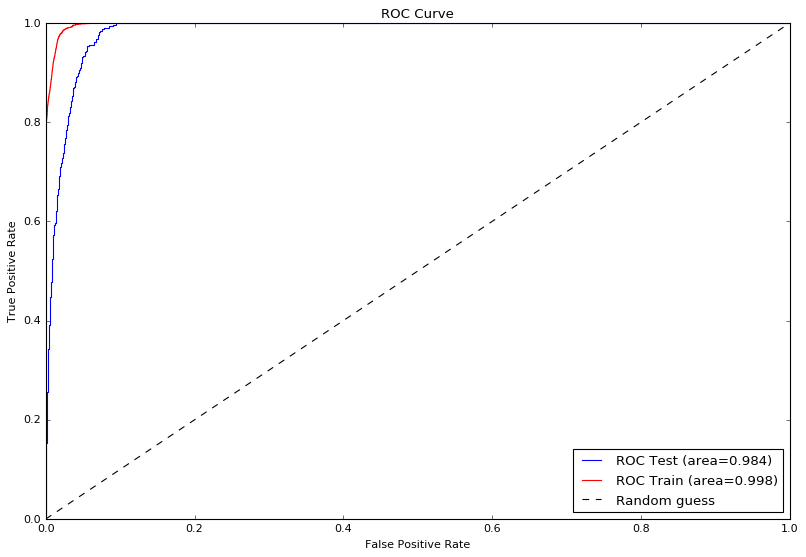 ROC Curve
True Positive Rate
1.0
0.8
0.6
0.4
0.2
0.0
0.0 0.2 0.4 0.6 0.8 1.0
False Positive Rate
ROC Test (area=0.984)
ROC Train (area=0.998)
Random guess